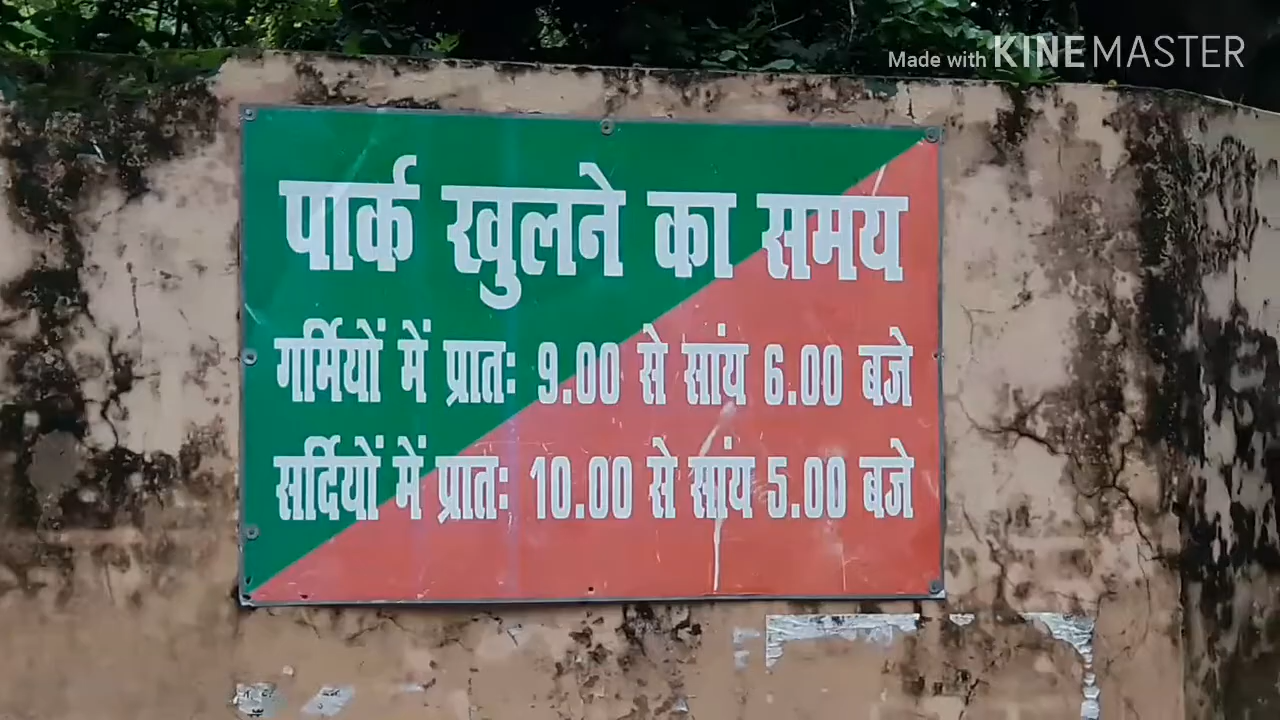 Made with KINEMASTER
पार्क खुलने का समय
गर्मियों में प्रातः 9.00 से सांय 6.00 बजे
सर्दियों में प्रातः 10.00 से सांय 5.00 बजे